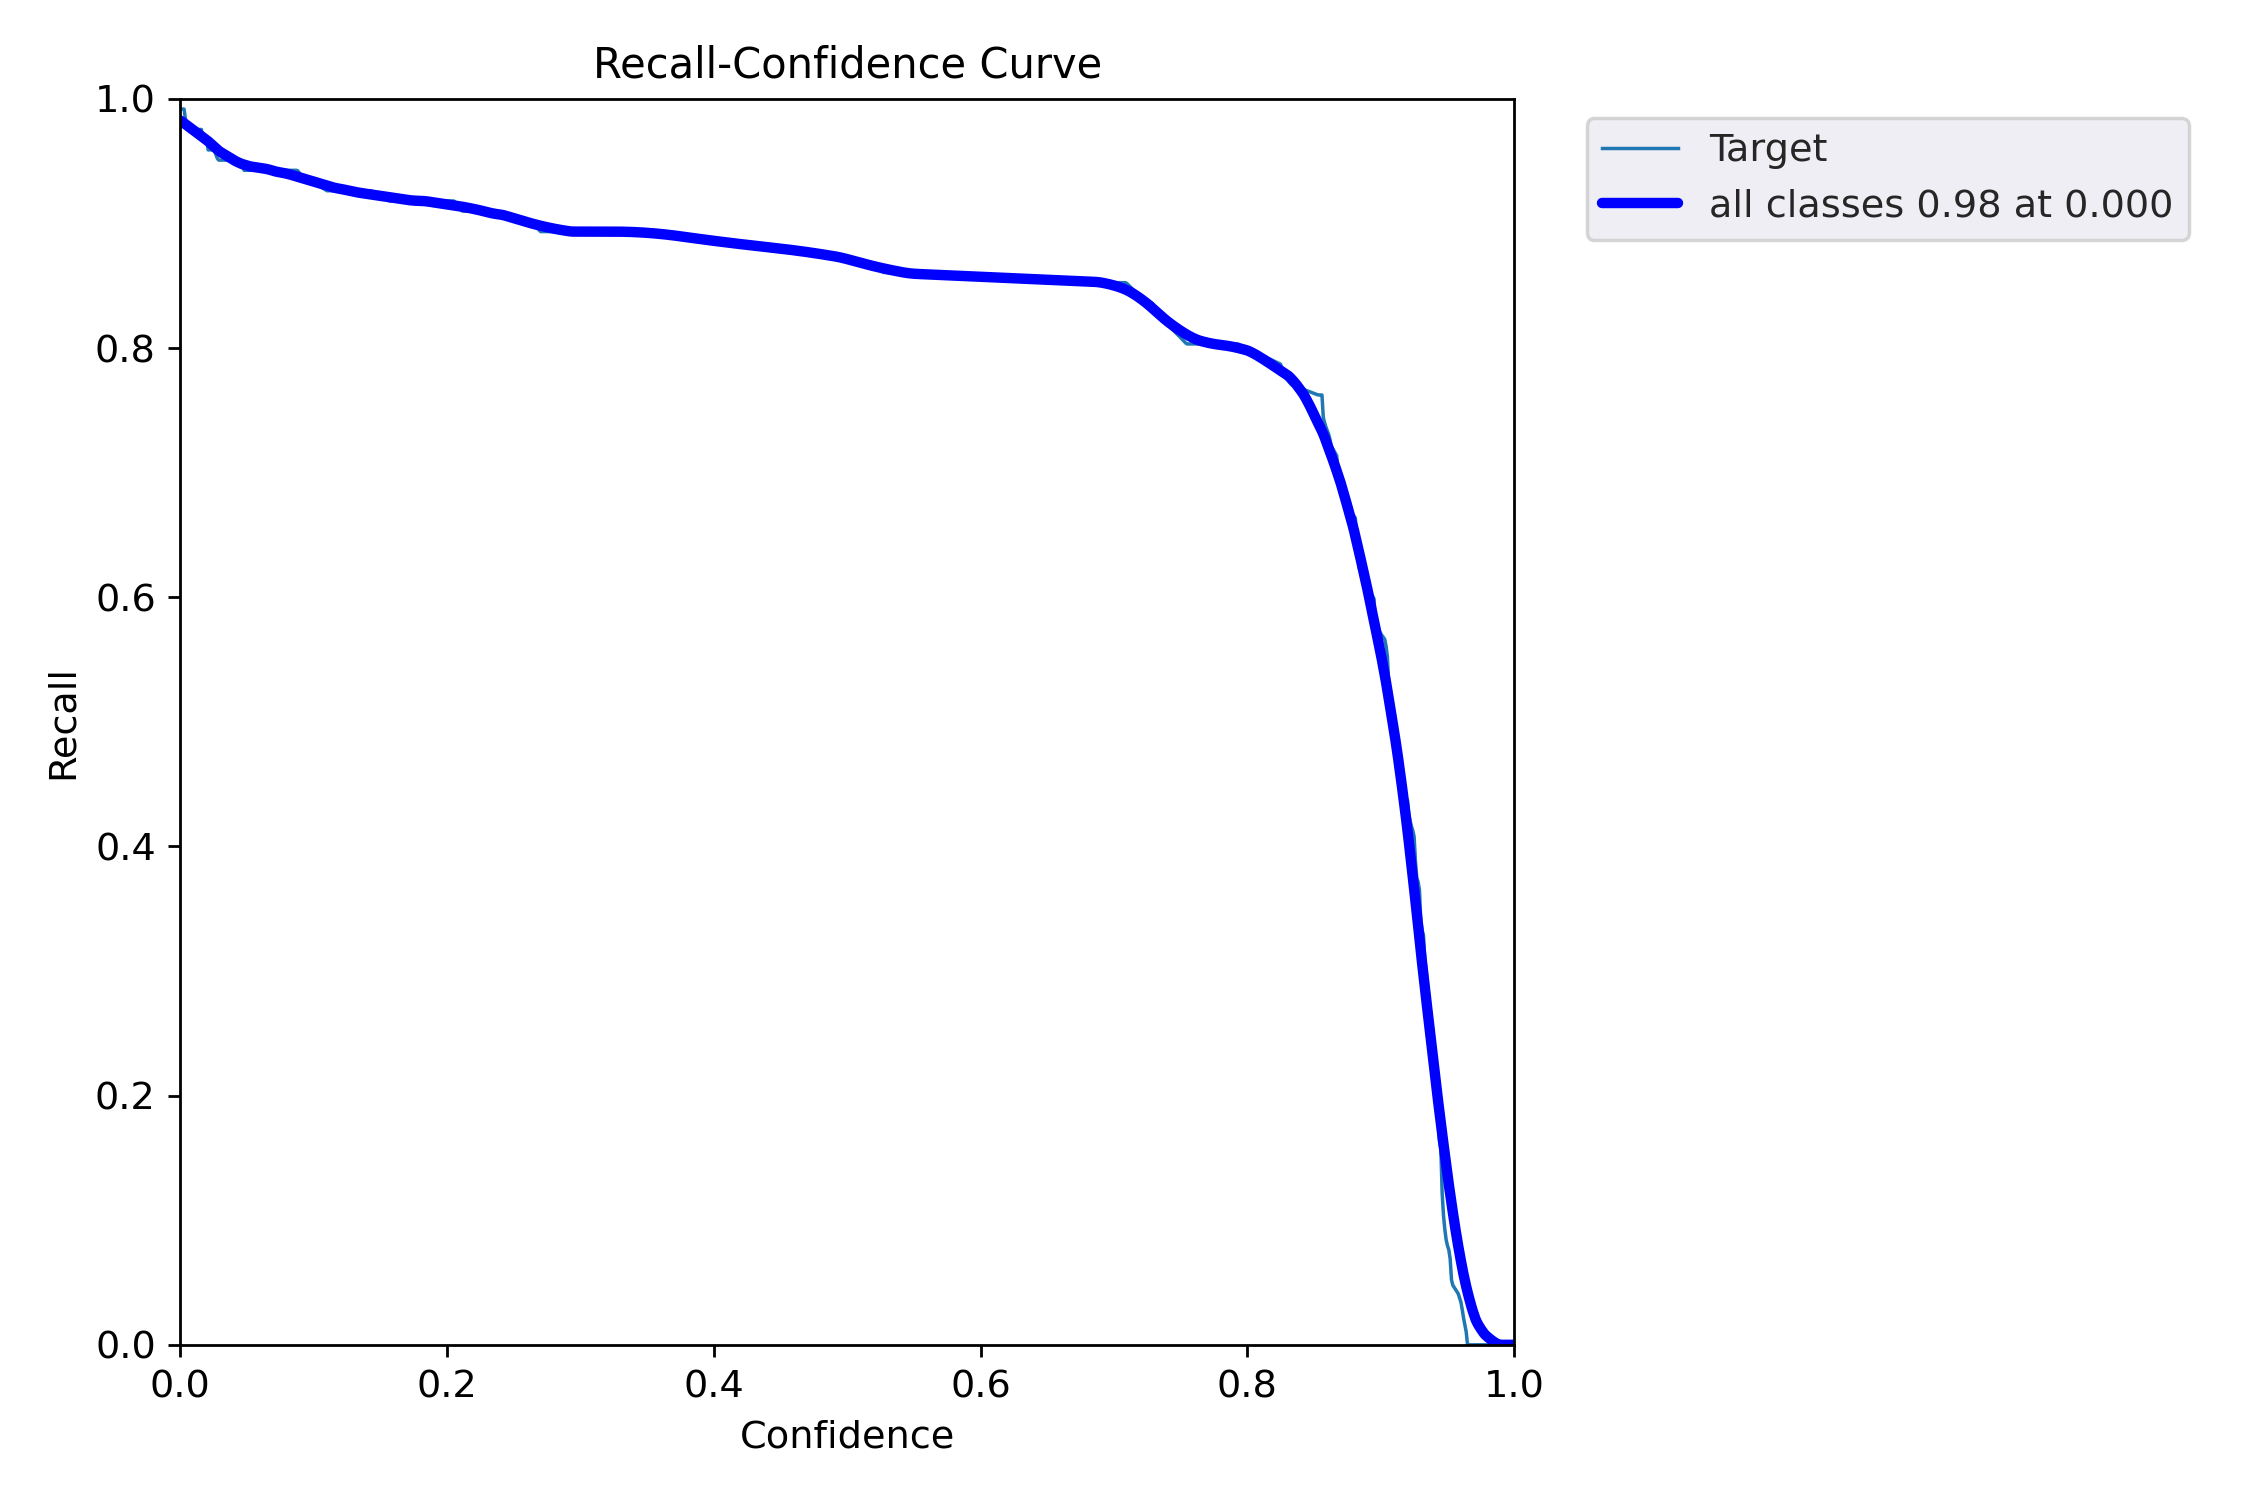 Recall-Confidence Curve
1.0
0.8
0.6
0.4
0.2
0.0
Recall
0.0 0.2 0.4 0.6 0.8 1.0
Confidence
Target
all classes 0.98 at 0.000